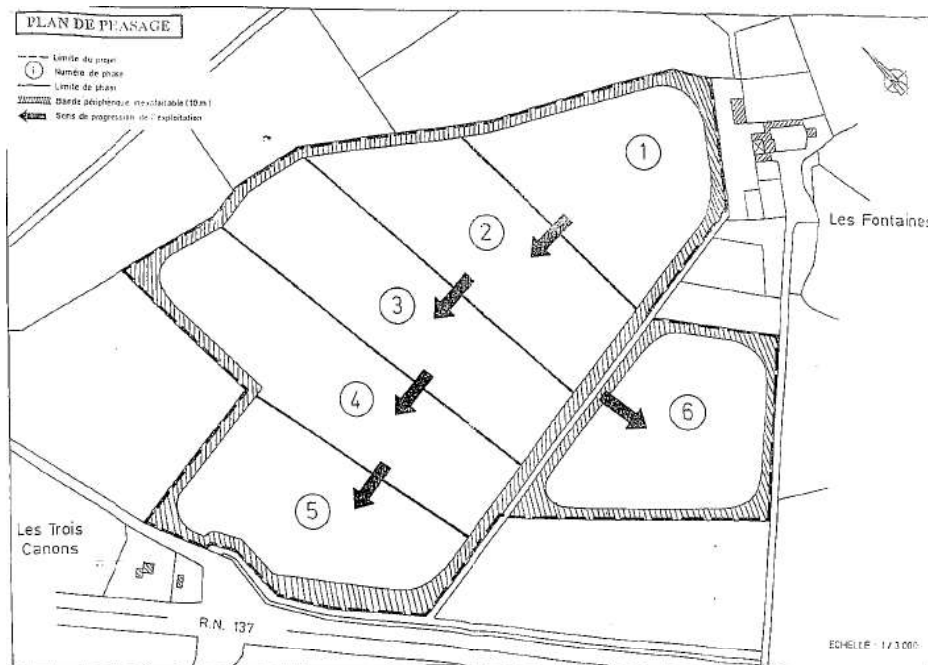 PLAN DE PHASAGE
Limite du projet
i Numéro de phase
Limite de phase
Bande périphérique inexploitable (10 m)
Sens de progression de l'exploitation
1
2
3
4
5
6
Les Fontaines
Les Trois
Canons
R.N. 137
ECHELLE : 1 / 3 000